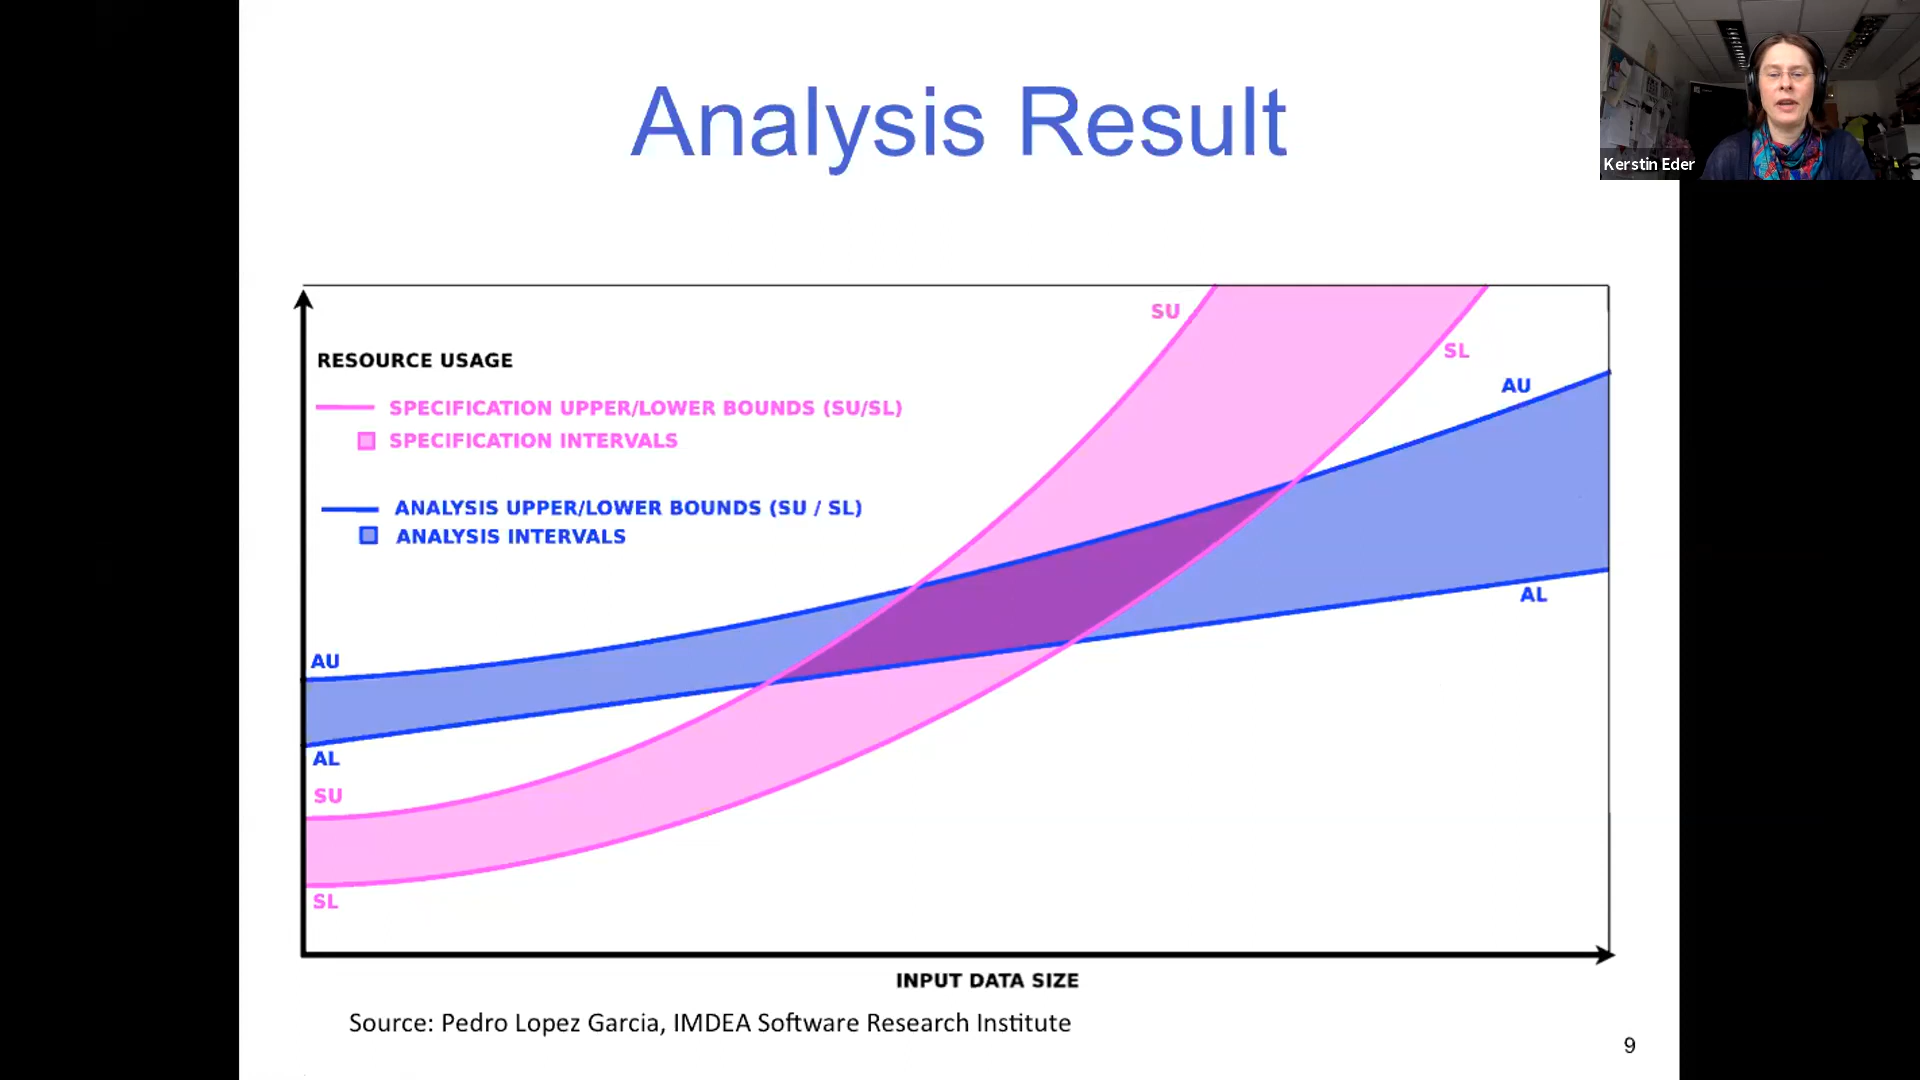 Analysis Result
Kerstin Eder
SU
SL
RESOURCE USAGE
AU
SPECIFICATION UPPER/LOWER BOUNDS (SU/SL)
SPECIFICATION INTERVALS
ANALYSIS UPPER/LOWER BOUNDS (SU / SL)
ANALYSIS INTERVALS
AL
AU
AL
SU
SL
INPUT DATA SIZE
Source: Pedro Lopez Garcia, IMDEA Software Research Institute
9